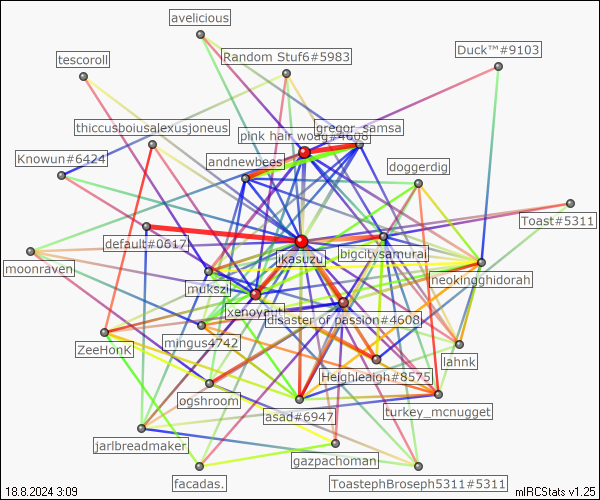 avelicious
Duck™#9103
tescoroll
Random Stuf6#5983
thiccusboiusalexusjoneus
gregor_samsa
pink hair woag#4608
Knowun#6424
andnewbees
doggerdig
Toast#5311
default#0617
ikasuzu
bigcitysamurai
moonraven
mukszi
neokingghidorah
xenoyaut
disaster of passion#4608
ZeeHonK
mingus4742
lahnk
Heighleaigh#8575
ogshroom
asad#6947
turkey_mcnugget
jarlbreadmaker
gazpachoman
facadas.
ToastephBroseph5311#5311
18.8.2024 3:09
mIRCStats v1.25